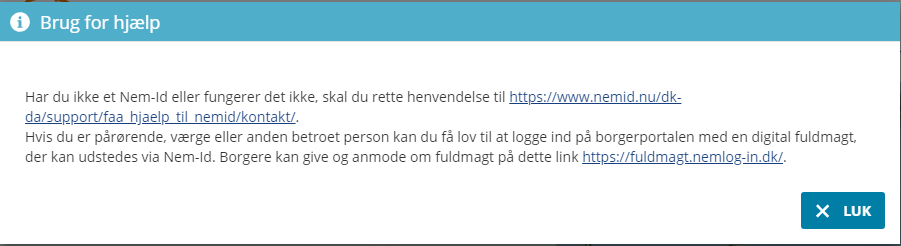 Brug for hjælp
Har du ikke et Nem-Id eller fungerer det ikke, skal du rette henvendelse til https://www.nemid.nu/dk-
da/support/faa_hjaelp_til_nemid/kontakt/.
Hvis du er pårørende, værge eller anden betroet person kan du få lov til at logge ind på borgerportalen med en digital fuldmagt,
der kan udstedes via Nem-Id. Borgere kan give og anmode om fuldmagt på dette link https://fuldmagt.nemlog-in.dk/.
LUK